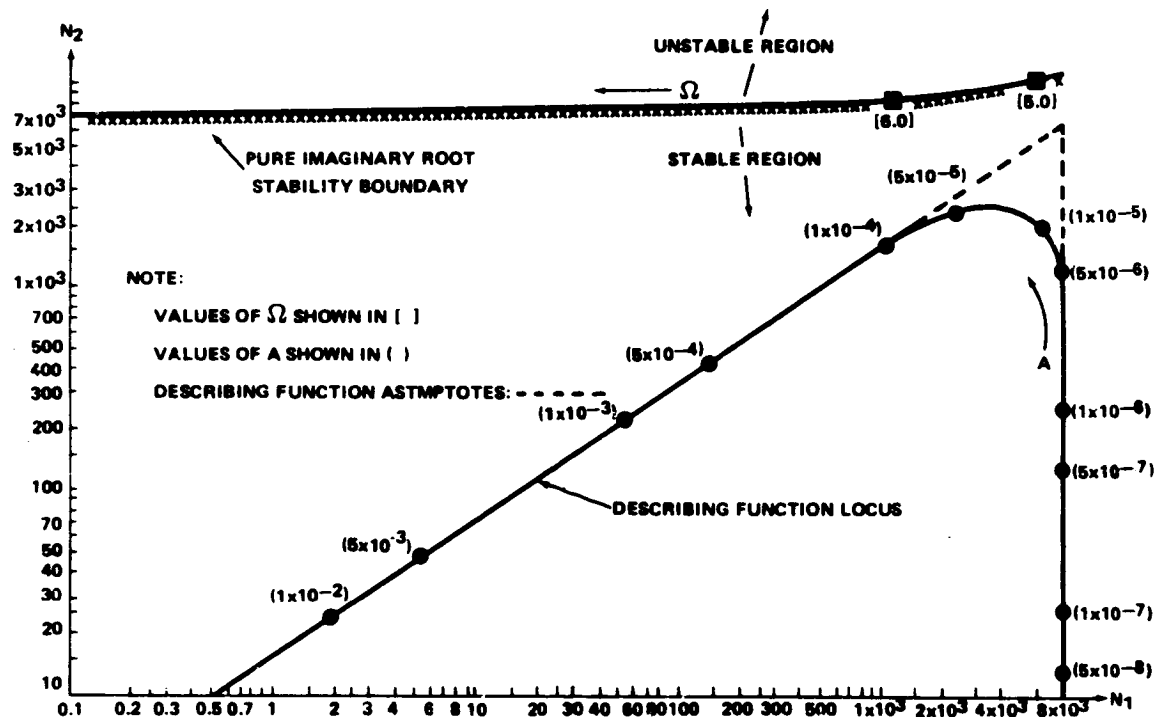 N2
UNSTABLE REGION
Ω
7x10³
[6.0]
[5.0]
5x10³
PURE IMAGINARY ROOT
STABILITY BOUNDARY
STABLE REGION
3x10³
(5x10⁻⁵)
2x10³
(1x10⁻⁴)
(1x10⁻⁵)
1x10³
NOTE:
(5x10⁻⁶)
700
VALUES OF Ω SHOWN IN [ ]
500
VALUES OF A SHOWN IN ( )
(5x10⁻⁴)
A
400
300
DESCRIBING FUNCTION ASTMPTOTES:
(1x10⁻³)
(1x10⁻⁶)
200
(5x10⁻⁷)
100
DESCRIBING FUNCTION LOCUS
70
50
(5x10⁻³)
40
30
(1x10⁻²)
(1x10⁻⁷)
20
(5x10⁻⁸)
10
0.1 0.2 0.3 0.5 0.7 1 2 4 6 8 10 20 30 60 80 100 200 300 500 1x10³ 2x10³ 4x10³ 8x10³ N1